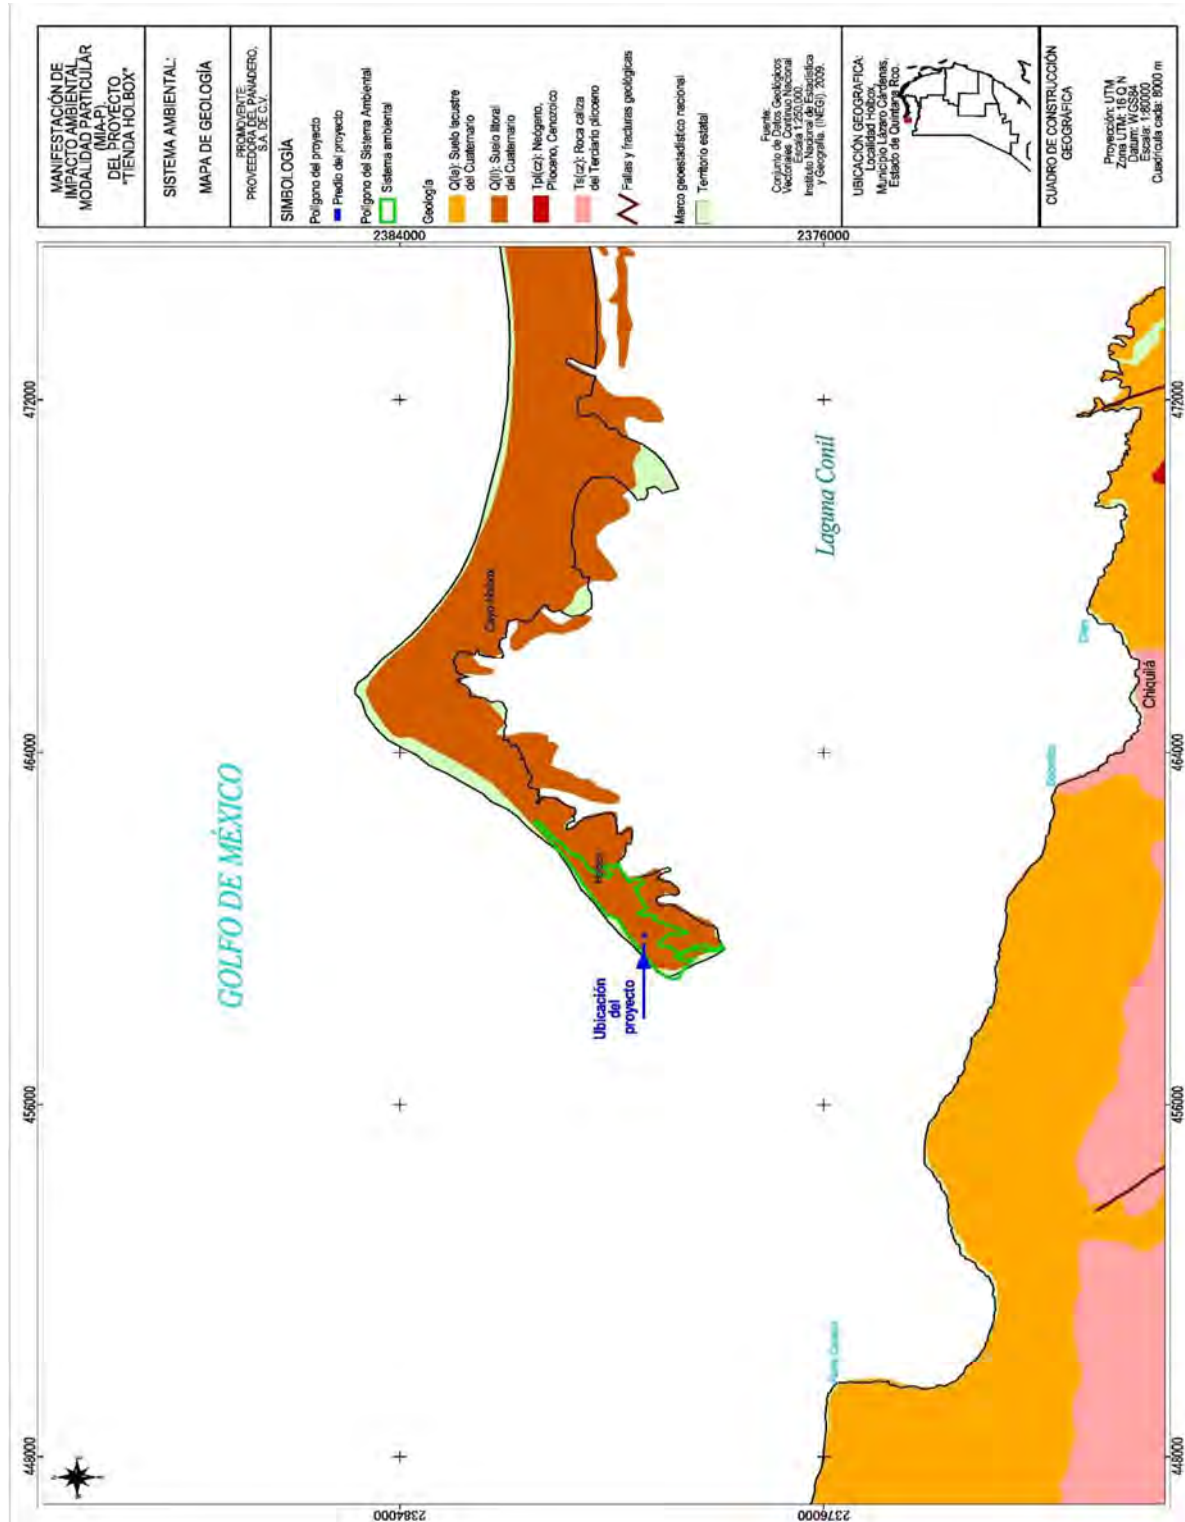 MANIFESTACIÓN DE
IMPACTO AMBIENTAL
MODALIDAD PARTICULAR
(MIA-P).
DEL PROYECTO
"TIENDA HOLBOX"
SISTEMA AMBIENTAL:
MAPA DE GEOLOGÍA
PROMOVENTE:
PROVEEDORA DEL PANADERO,
S.A. DE C.V.
SIMBOLOGÍA
Polígono del proyecto
Predio del proyecto
Polígono del Sistema Ambiental
Sistema ambiental
Geología
Q(la): Suelo lacustre
del Cuaternario
Q(li): Suelo litoral
del Cuaternario
Tpl(cz): Neógeno,
Plioceno, Cenozoico
Ts(cz): Roca caliza
del Terciario plioceno
Fallas y fracturas geológicas
Marco geoestadístico nacional
Territorio estatal
Fuente:
Conjunto de Datos Geológicos
Vectoriales Continuo Nacional
Escala 1:250,000.
Instituto Nacional de Estadística
y Geografía. (INEGI). 2009.
UBICACIÓN GEOGRÁFICA:
Localidad Holbox,
Municipio Lázaro Cárdenas,
Estado de Quintana Roo.
CUADRO DE CONSTRUCCIÓN
GEOGRÁFICA
Proyección: UTM
Zona UTM: 16 Q N
Datum: WGS84
Escala: 1:80000
Cuadrícula cada: 8000 m
448000
456000
464000
472000
2384000
2384000
GOLFO DE MÉXICO
Cayo Holbox
Holbox
Ubicación
del
proyecto
Laguna Conil
2376000
2376000
Chiquilá
448000
456000
464000
472000